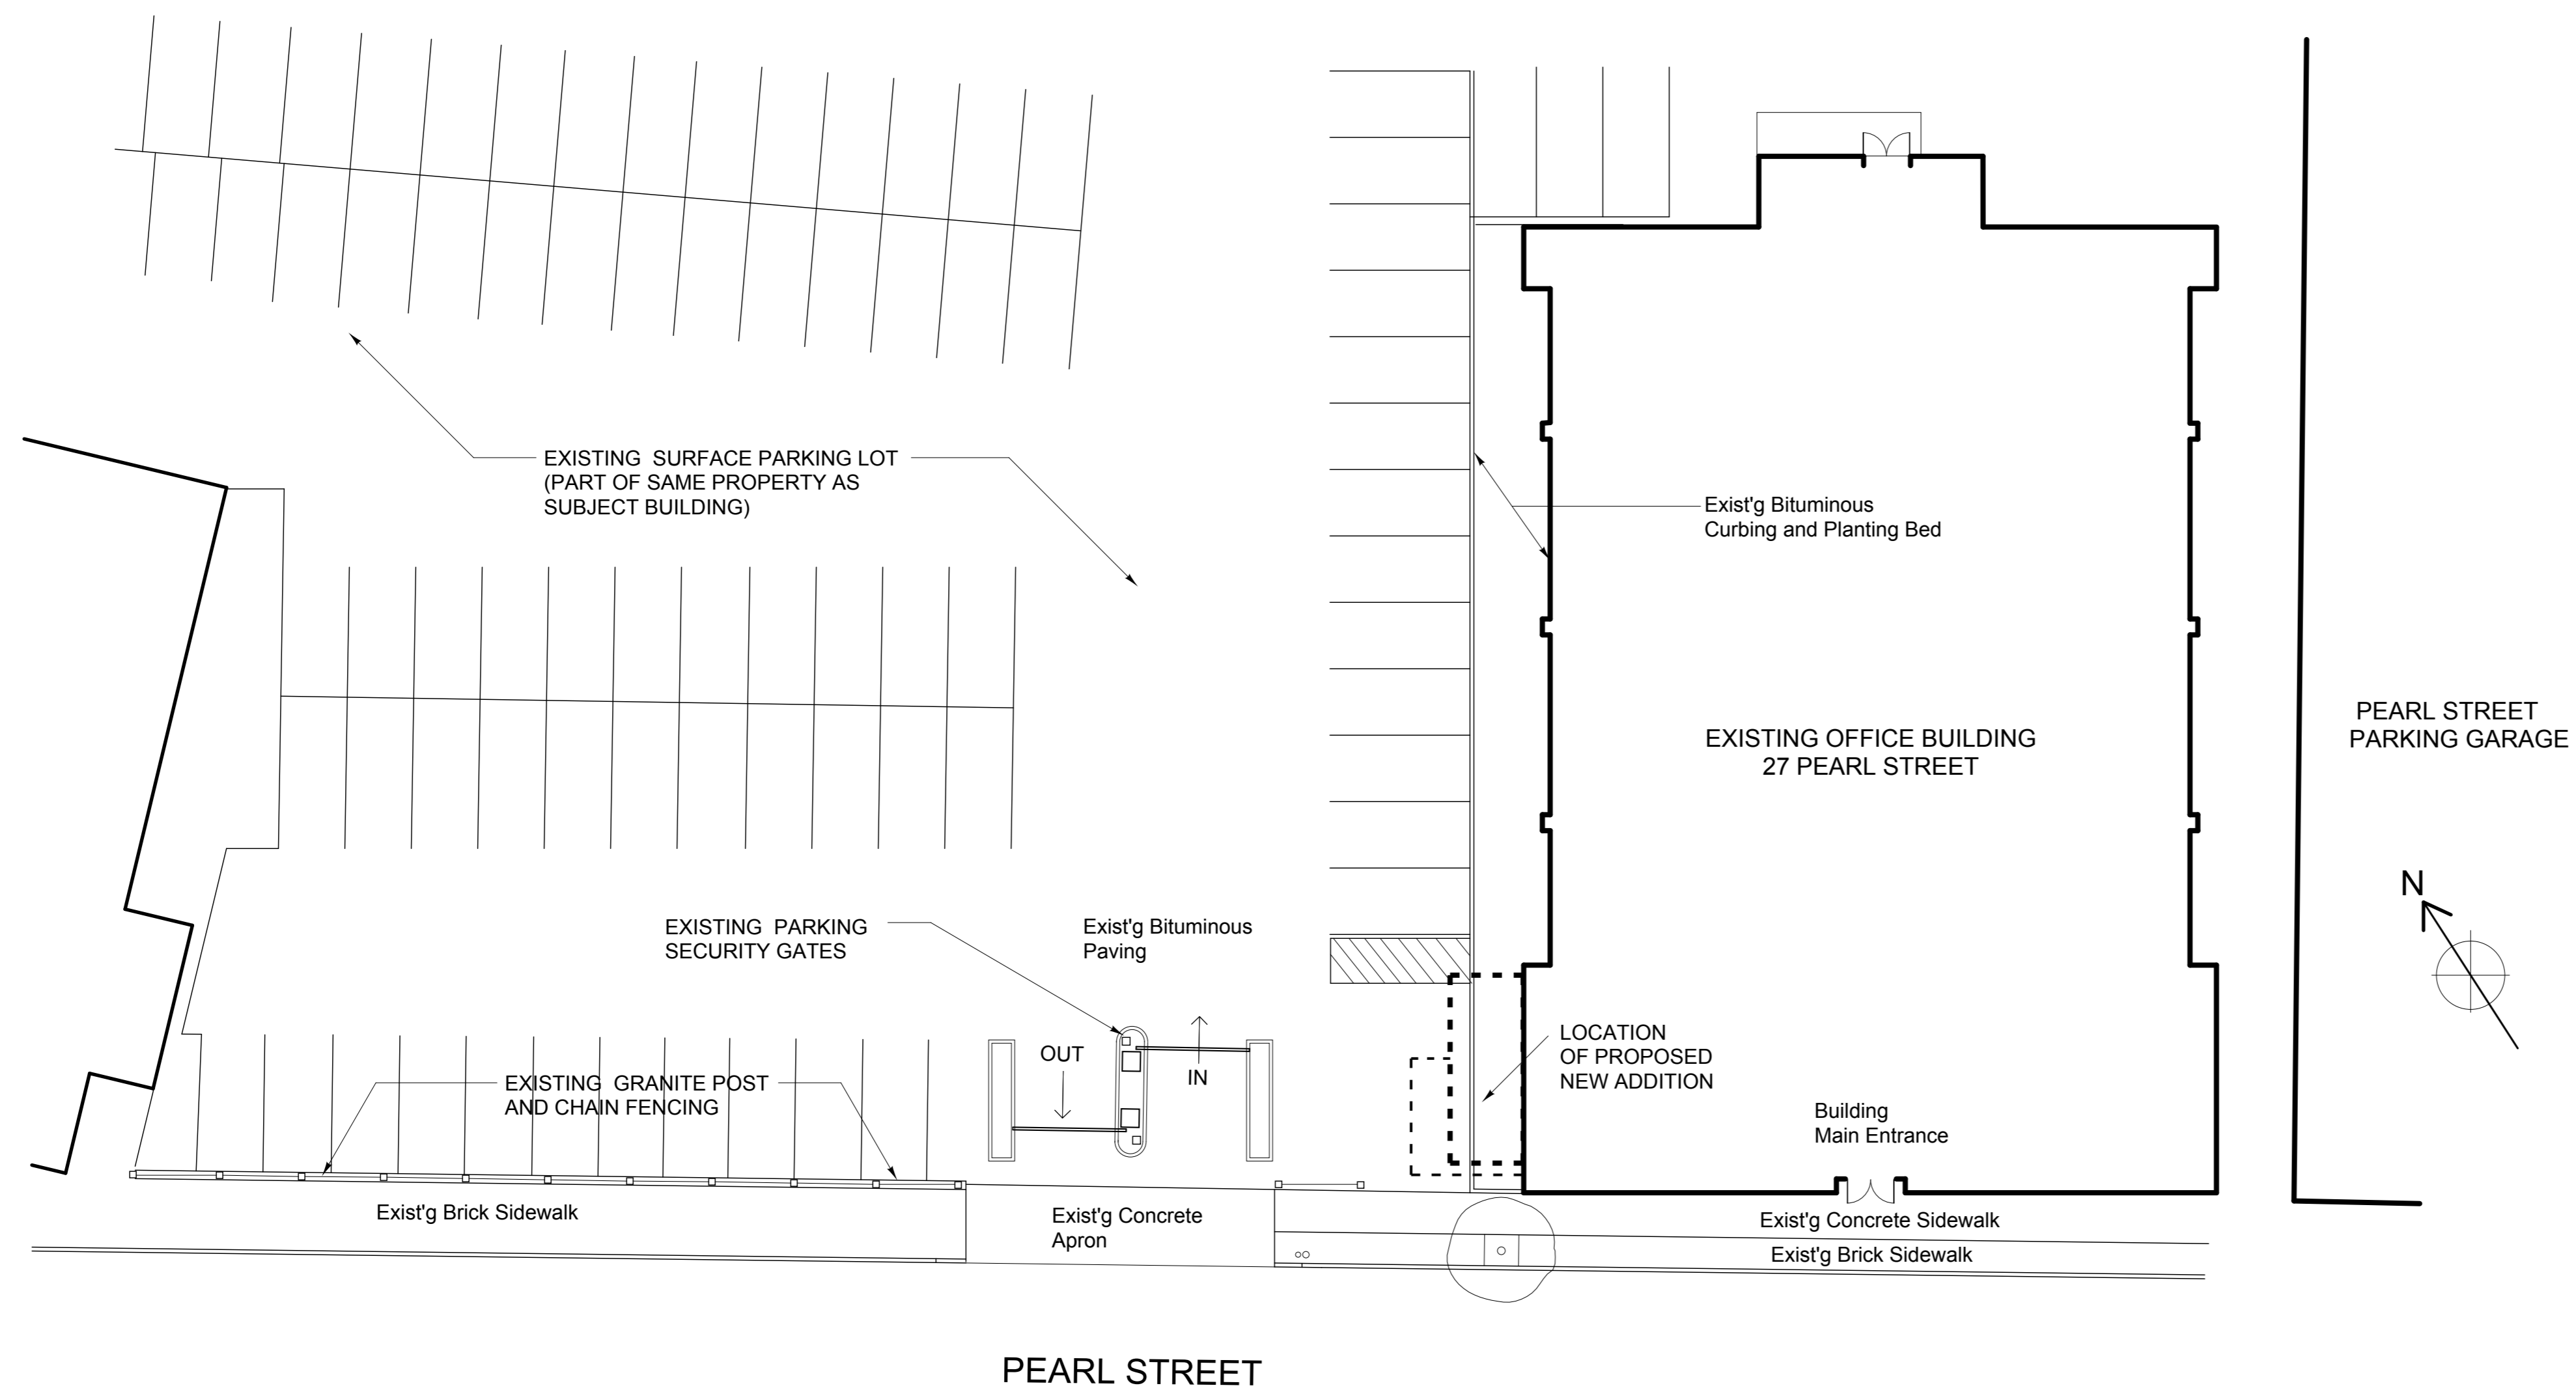 EXISTING SURFACE PARKING LOT
(PART OF SAME PROPERTY AS
SUBJECT BUILDING)
Exist'g Bituminous
Curbing and Planting Bed
EXISTING OFFICE BUILDING
27 PEARL STREET
PEARL STREET
PARKING GARAGE
N
EXISTING PARKING
SECURITY GATES
Exist'g Bituminous
Paving
OUT
IN
LOCATION
OF PROPOSED
NEW ADDITION
EXISTING GRANITE POST
AND CHAIN FENCING
Building
Main Entrance
Exist'g Brick Sidewalk
Exist'g Concrete
Apron
Exist'g Concrete Sidewalk
Exist'g Brick Sidewalk
PEARL STREET